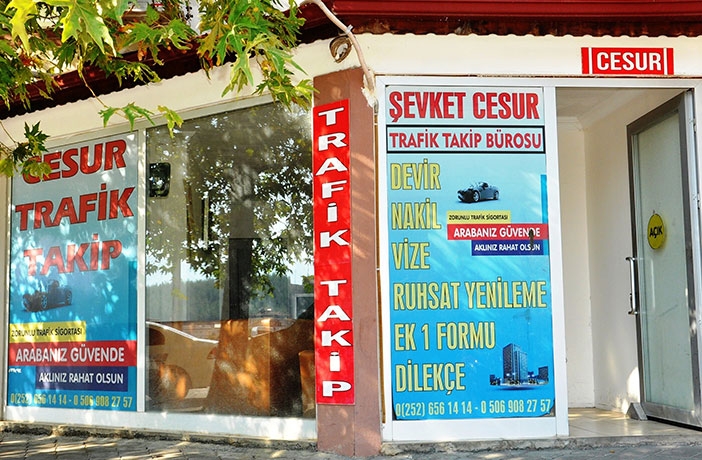 CESUR
TRAFİK
TAKİP
ZORUNLU TRAFİK SİGORTASI
ARABANIZ GÜVENDE
AKLINIZ RAHAT OLSUN
0(252) 656 14 14 - 0 506 908 27 57
TRAFİK TAKİP
CESUR
ŞEVKET CESUR
TRAFİK TAKİP BÜROSU
DEVİR
NAKİL
VİZE
RUHSAT YENİLEME
EK 1 FORMU
DİLEKÇE
ZORUNLU TRAFİK SİGORTASI
ARABANIZ GÜVENDE
AKLINIZ RAHAT OLSUN
0(252) 656 14 14 - 0 506 908 27 57
AÇIK